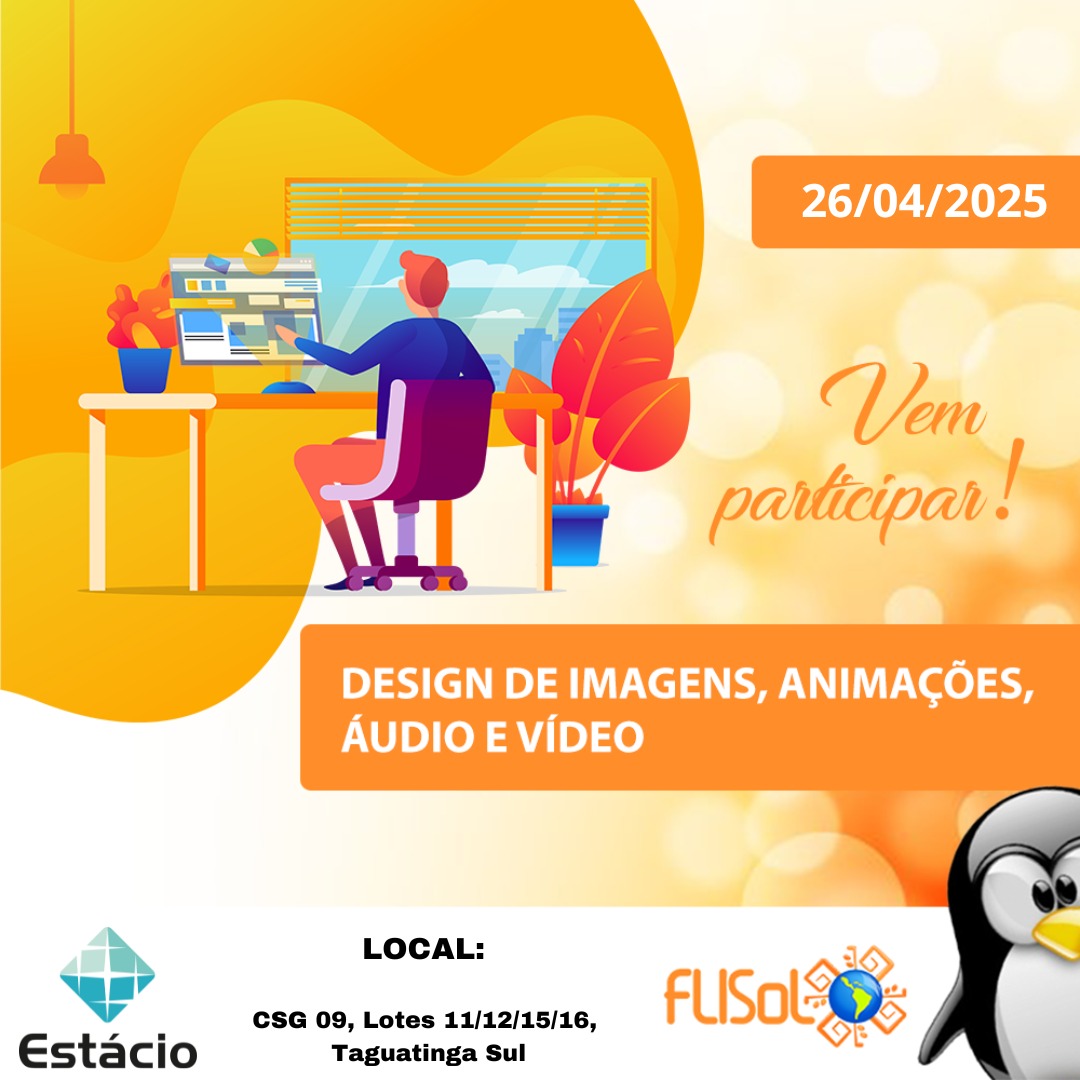 26/04/2025
Vem
participar!
DESIGN DE IMAGENS, ANIMAÇÕES,
ÁUDIO E VÍDEO
LOCAL:
CSG 09, Lotes 11/12/15/16,
Taguatinga Sul
Estácio
FLISol